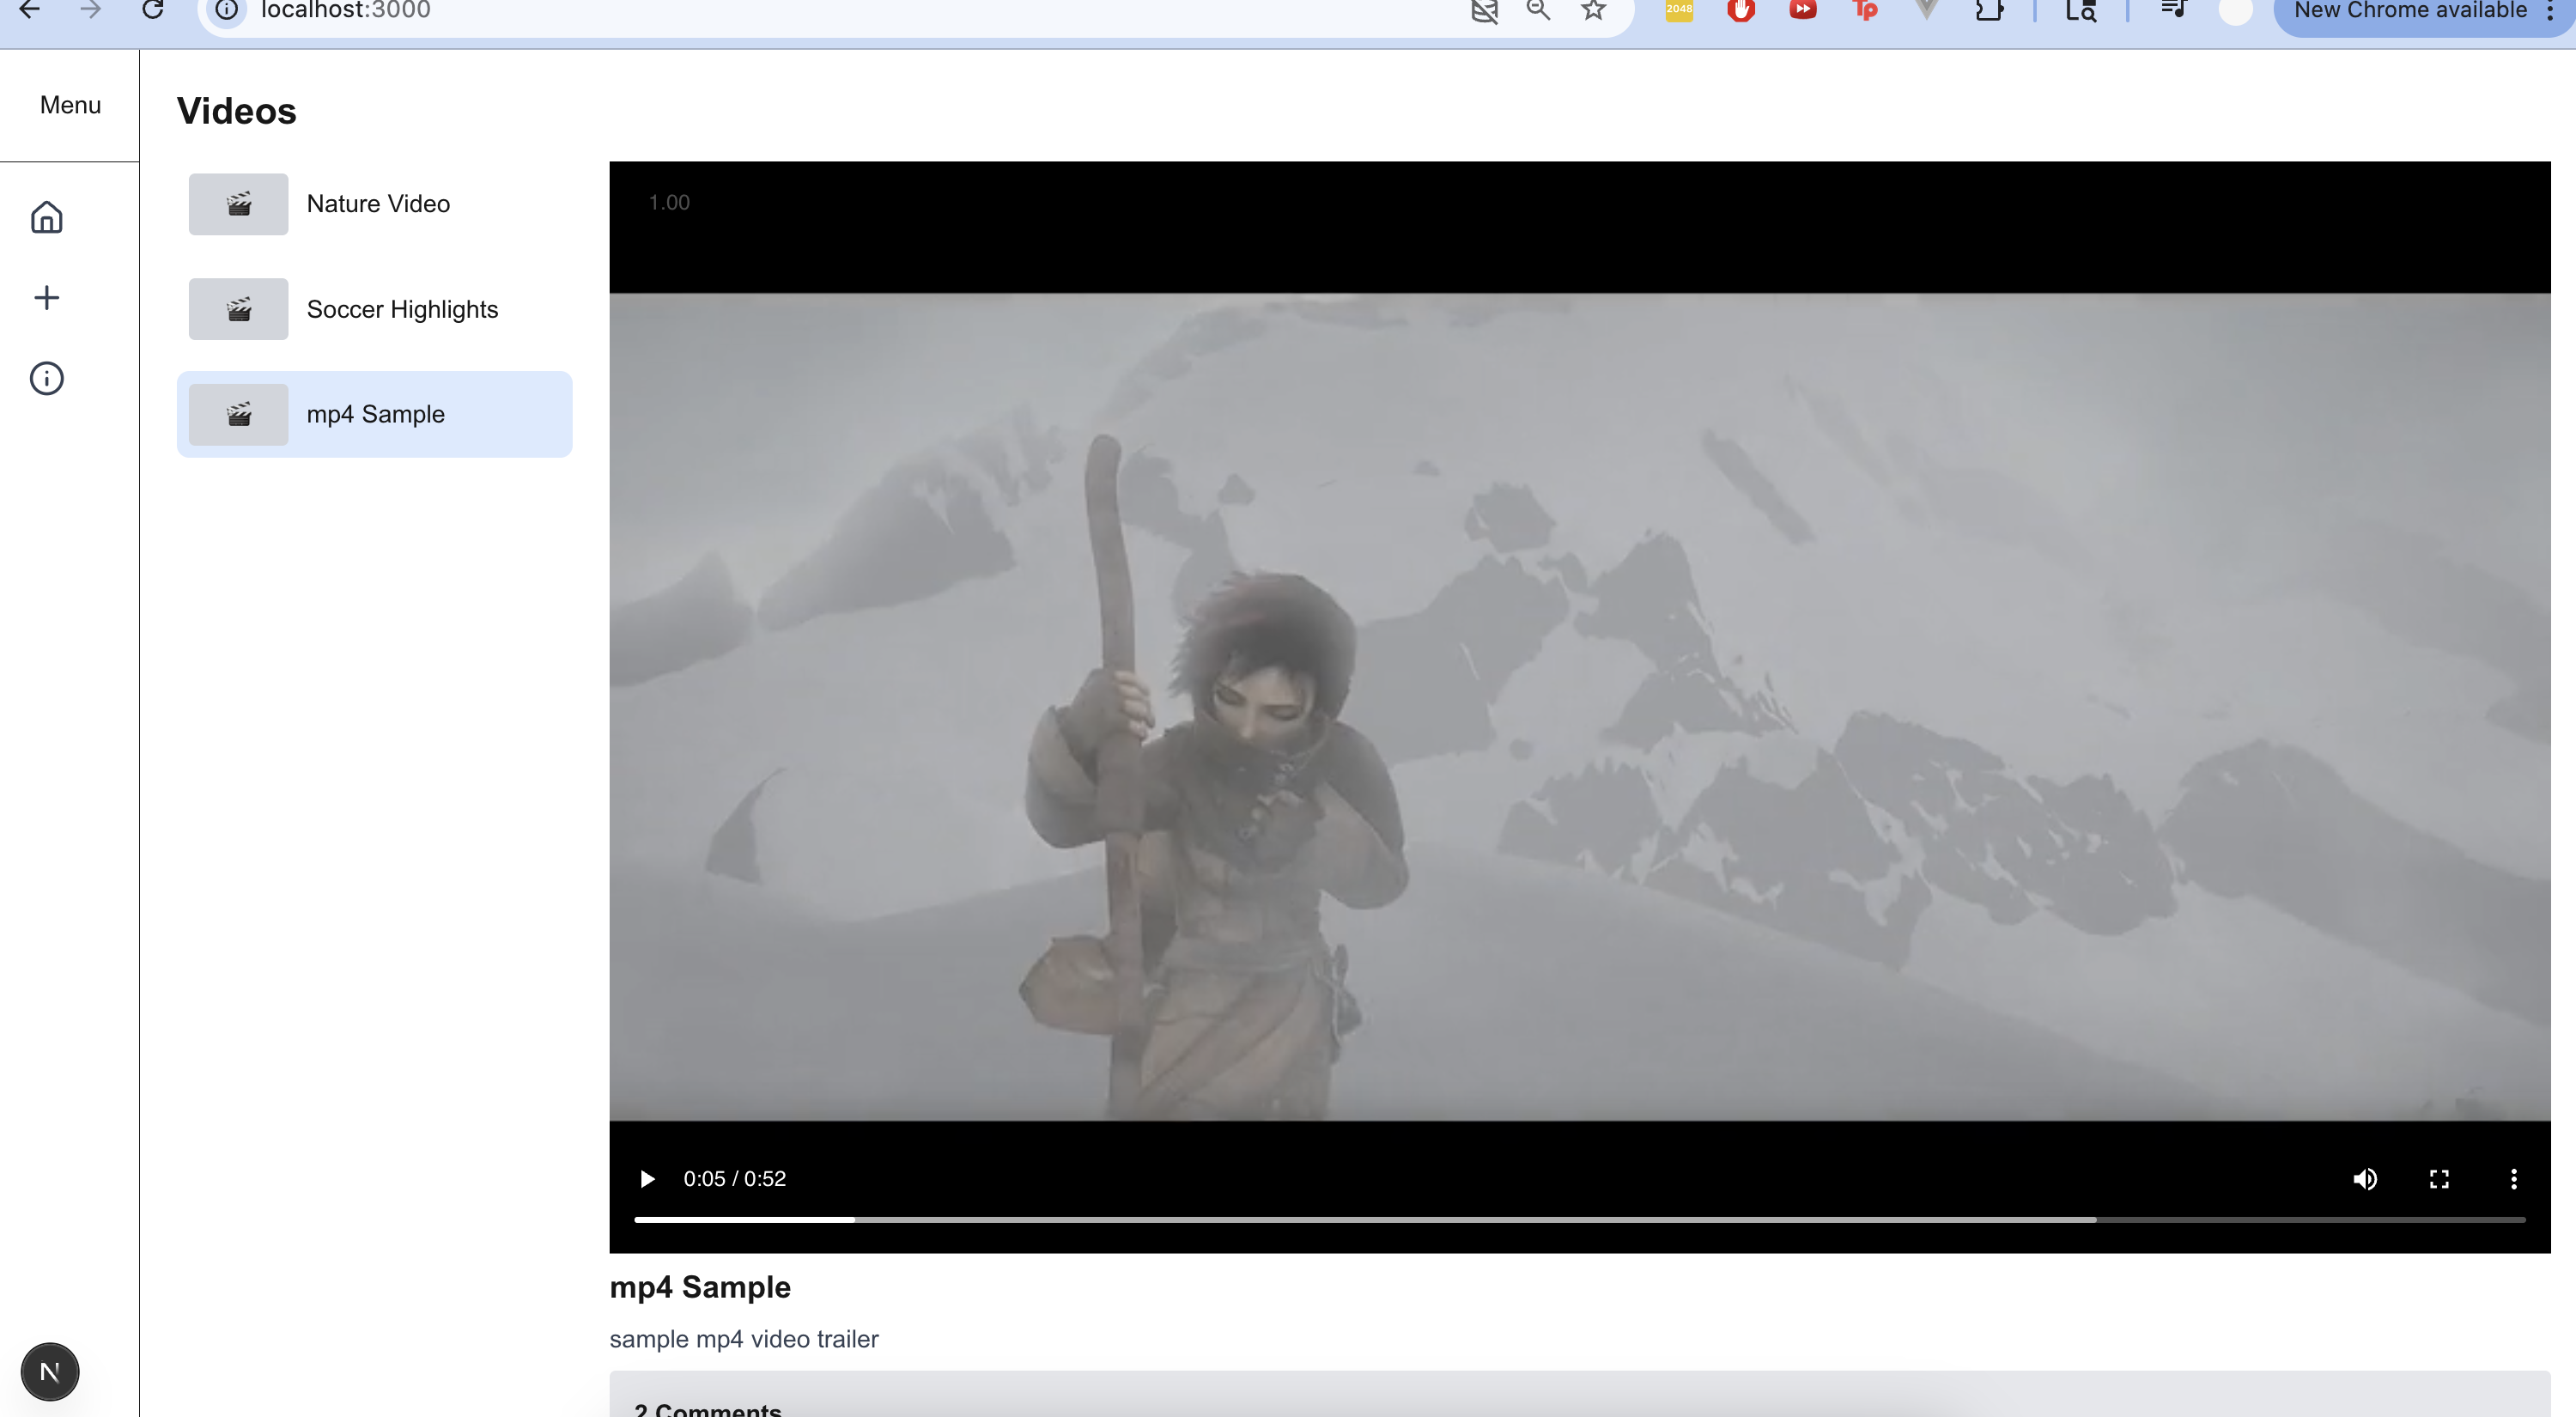 localhost:3000
2048
Tp
New Chrome available
Menu
Videos
Nature Video
Soccer Highlights
mp4 Sample
1.00
0:05 / 0:52
mp4 Sample
sample mp4 video trailer
N
2 Comments